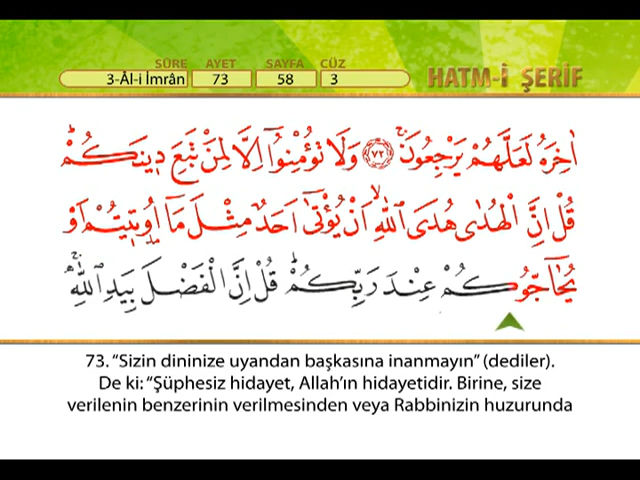 SÛRE AYET SAYFA CÜZ
3-Âl-i İmrân 73 58 3
HATM-İ ŞERİF
اٰخِرَهُ لَعَلَّهُمْ يَرْجِعُونَۚ ﴿٧٢﴾ وَلَا تُؤْمِنُٓوا اِلَّا لِمَنْ تَبِعَ د۪ينَكُمْۜ
قُلْ اِنَّ الْهُدٰى هُدَى اللّٰهِۙ اَنْ يُؤْتٰٓى اَحَدٌ مِثْلَ مَٓا اُو۫ت۪يتُمْ اَوْ
يُحَٓاجُّوكُمْ عِنْدَ رَبِّكُمْۜ قُلْ اِنَّ الْفَضْلَ بِيَدِ اللّٰهِۚ
73. “Sizin dininize uyandan başkasına inanmayın” (dediler).
De ki: “Şüphesiz hidayet, Allah’ın hidayetidir. Birine, size
verilenin benzerinin verilmesinden veya Rabbinizin huzurunda